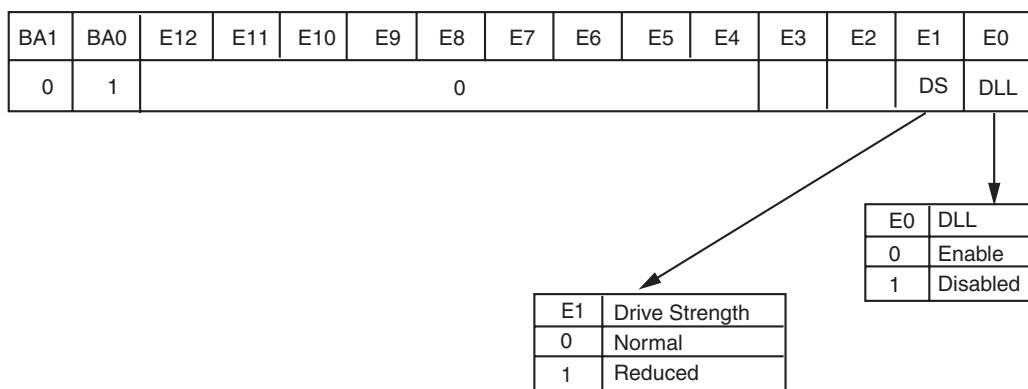 BA1 BA0 E12 E11 E10 E9 E8 E7 E6 E5 E4 E3 E2 E1 E0
0 1 0 DS DLL
E0 DLL
0 Enable
1 Disabled
E1 Drive Strength
0 Normal
1 Reduced